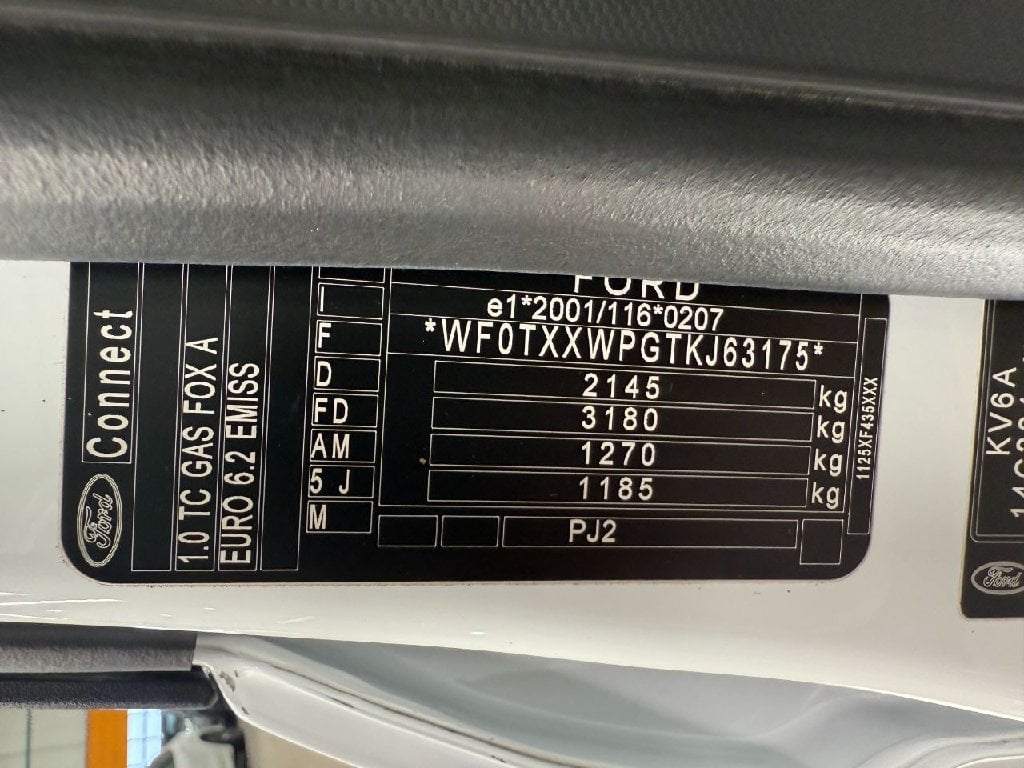 FORD
e1*2001/116*0207
*WF0TXXWPGTKJ63175*
2145 kg
3180 kg
1270 kg
1185 kg
PJ2
I
F
D
FD
AM
5 J
M
Connect
1.0 TC GAS FOX A
EURO 6.2 EMISS
Ford
1125XF435XXX
KV6A
Ford